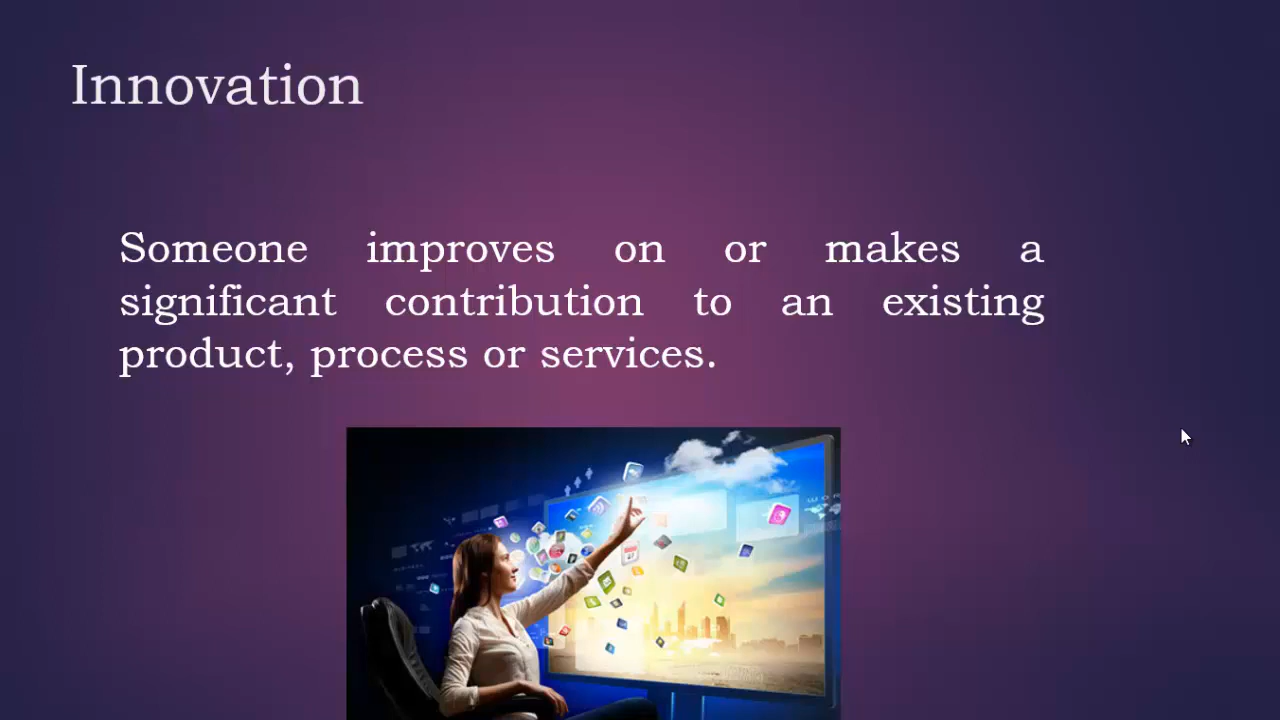 Innovation
Someone improves on or makes a
significant contribution to an existing
product, process or services.